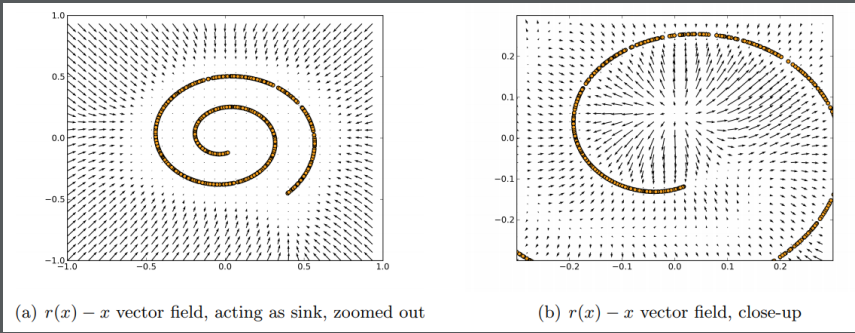 1.0
0.5
0.0
−0.5
−1.0
−1.0 −0.5 0.0 0.5 1.0
0.2
0.1
0.0
−0.1
−0.2
−0.2 −0.1 0.0 0.1 0.2
(a) r(x) − x vector field, acting as sink, zoomed out
(b) r(x) − x vector field, close-up